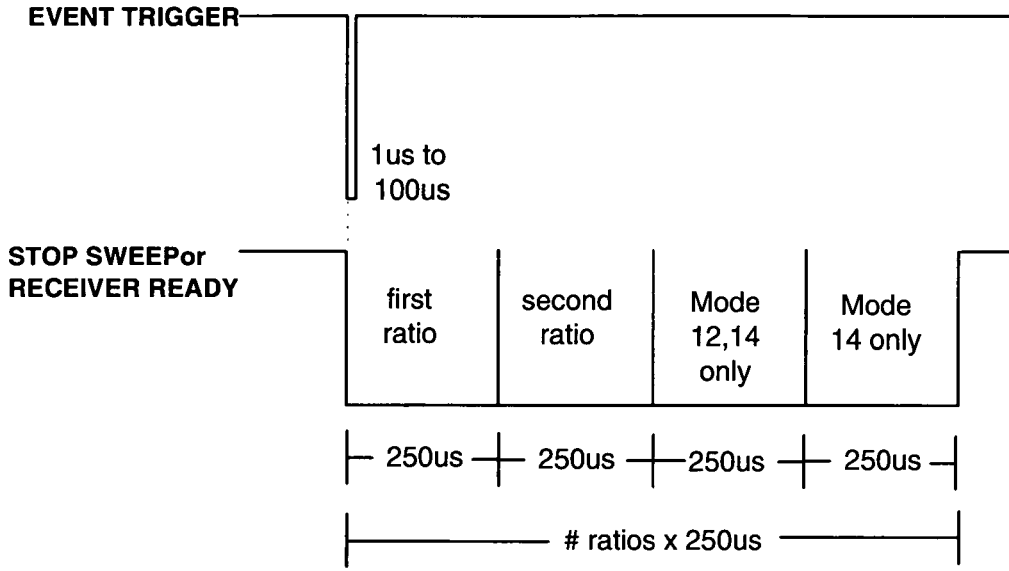 EVENT TRIGGER
1us to
100us
STOP SWEEPor
RECEIVER READY
first
ratio
second
ratio
Mode
12,14
only
Mode
14 only
250us
250us
250us
250us
# ratios x 250us